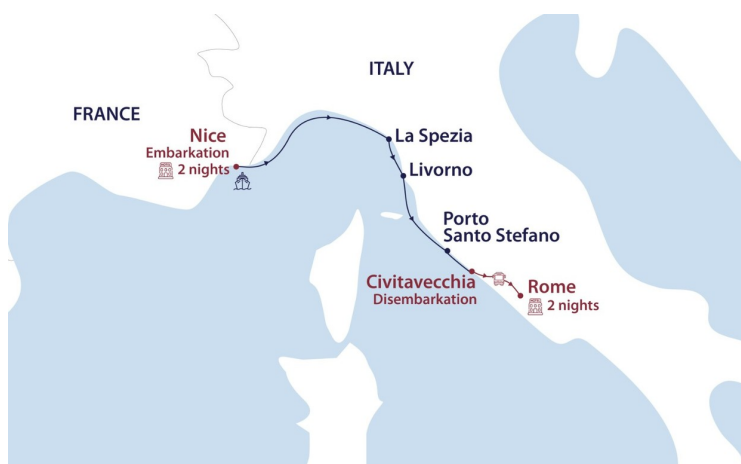 ITALY
FRANCE
Nice
Embarkation
2 nights
La Spezia
Livorno
Porto
Santo Stefano
Civitavecchia
Disembarkation
Rome
2 nights